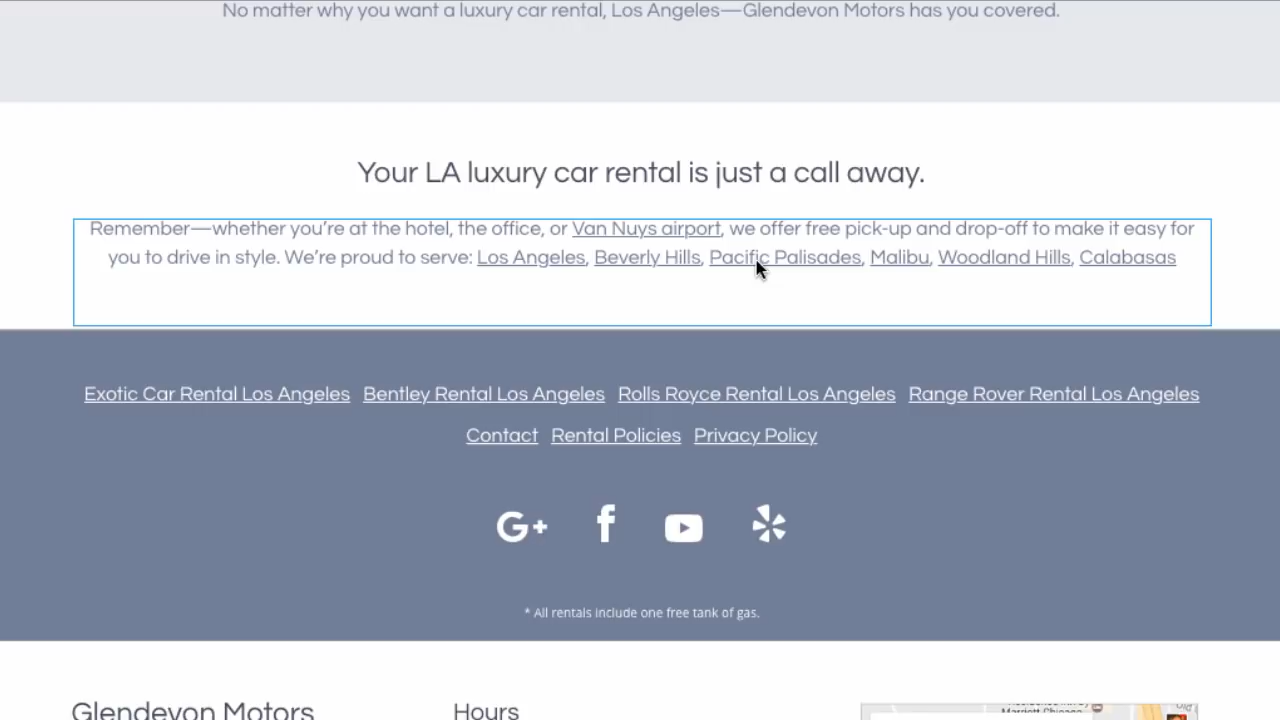 No matter why you want a luxury car rental, Los Angeles—Glendevon Motors has you covered.
Your LA luxury car rental is just a call away.
Remember—whether you're at the hotel, the office, or Van Nuys airport, we offer free pick-up and drop-off to make it easy for
you to drive in style. We're proud to serve: Los Angeles, Beverly Hills, Pacific Palisades, Malibu, Woodland Hills, Calabasas
Exotic Car Rental Los Angeles Bentley Rental Los Angeles Rolls Royce Rental Los Angeles Range Rover Rental Los Angeles
Contact Rental Policies Privacy Policy
G+ f
* All rentals include one free tank of gas.
Glendevon Motors Hours
Marriott Chicago